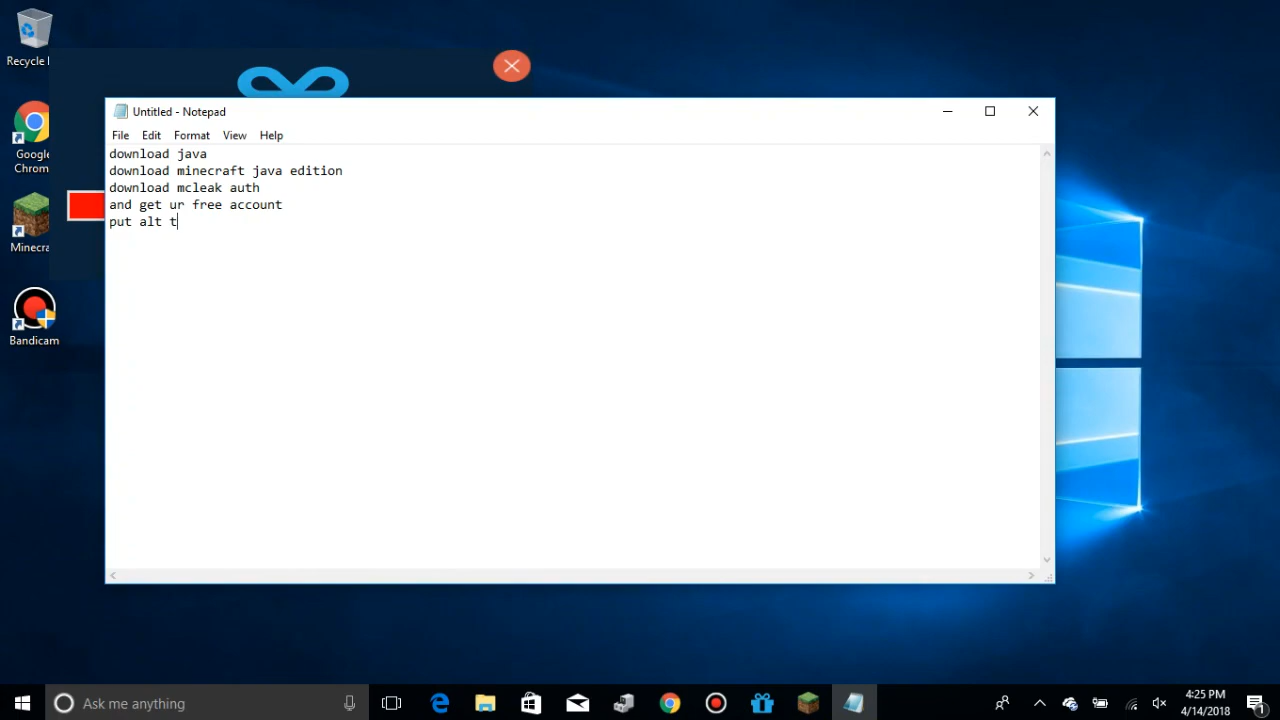 Recycle
Google
Chrom
Minecra
Bandicam
Untitled - Notepad
File Edit Format View Help
download java
download minecraft java edition
download mcleak auth
and get ur free account
put alt t
Ask me anything
4:25 PM
4/14/2018
1